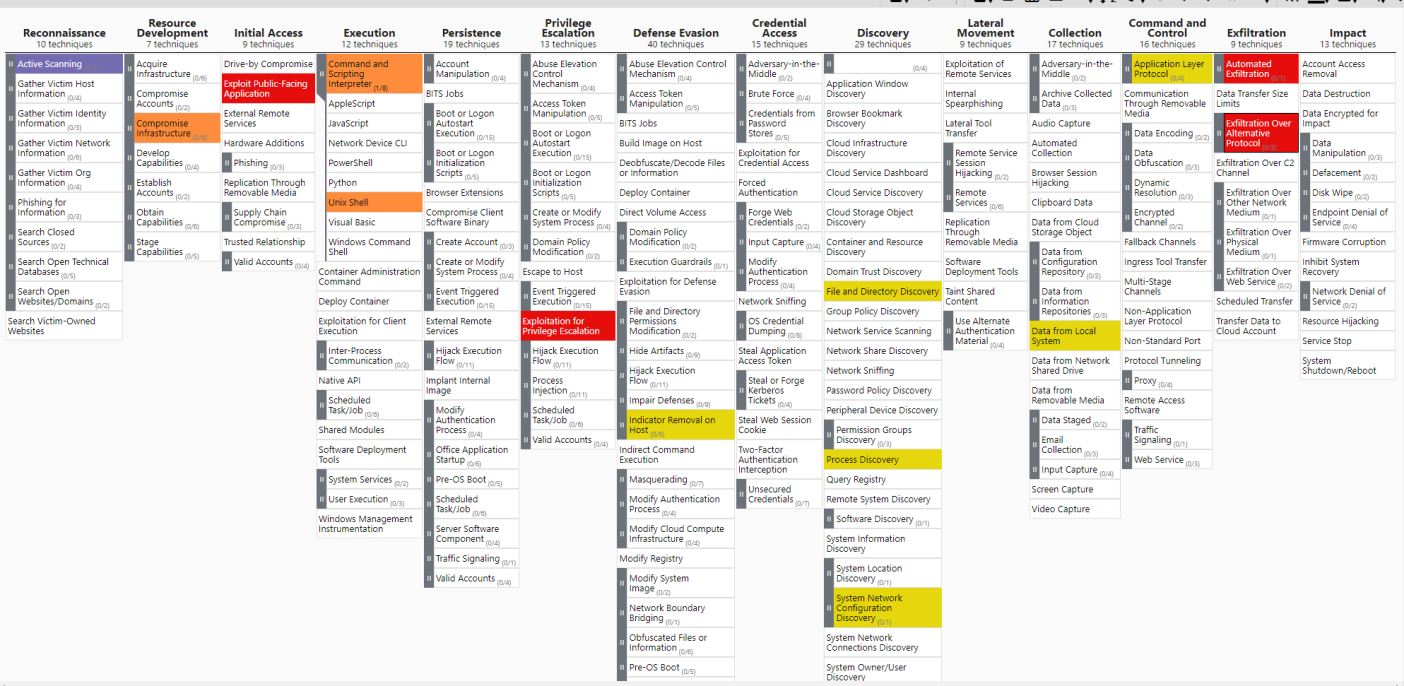 Reconnaissance
10 techniques
Active Scanning
Gather Victim Host
Information (0/4)
Gather Victim Identity
Information (0/3)
Gather Victim Network
Information (0/6)
Gather Victim Org
Information (0/4)
Phishing for
Information (0/3)
Search Closed
Sources (0/2)
Search Open Technical
Databases (0/5)
Search Open
Websites/Domains (0/2)
Search Victim-Owned
Websites
Resource
Development
7 techniques
Acquire
Infrastructure (0/6)
Compromise
Accounts (0/2)
Compromise
Infrastructure (0/6)
Develop
Capabilities (0/4)
Establish
Accounts (0/2)
Obtain
Capabilities (0/6)
Stage
Capabilities (0/5)
Initial Access
9 techniques
Drive-by Compromise
Exploit Public-Facing
Application
External Remote
Services
Hardware Additions
Phishing (0/3)
Replication Through
Removable Media
Supply Chain
Compromise (0/3)
Trusted Relationship
Valid Accounts (0/4)
Execution
12 techniques
Command and
Scripting
Interpreter (1/8)
AppleScript
JavaScript
Network Device CLI
PowerShell
Python
Unix Shell
Visual Basic
Windows Command
Shell
Container Administration
Command
Deploy Container
Exploitation for Client
Execution
Inter-Process
Communication (0/2)
Native API
Scheduled
Task/Job (0/6)
Shared Modules
Software Deployment
Tools
System Services (0/2)
User Execution (0/3)
Windows Management
Instrumentation
Persistence
19 techniques
Account
Manipulation (0/4)
BITS Jobs
Boot or Logon
Autostart
Execution (0/15)
Boot or Logon
Initialization
Scripts (0/5)
Browser Extensions
Compromise Client
Software Binary
Create Account (0/3)
Create or Modify
System Process (0/4)
Event Triggered
Execution (0/15)
External Remote
Services
Hijack Execution
Flow (0/11)
Implant Internal
Image
Modify
Authentication
Process (0/4)
Office Application
Startup (0/6)
Pre-OS Boot (0/5)
Scheduled
Task/Job (0/6)
Server Software
Component (0/4)
Traffic Signaling (0/1)
Valid Accounts (0/4)
Privilege
Escalation
13 techniques
Abuse Elevation
Control
Mechanism (0/4)
Access Token
Manipulation (0/5)
Boot or Logon
Autostart
Execution (0/15)
Boot or Logon
Initialization
Scripts (0/5)
Create or Modify
System Process (0/4)
Domain Policy
Modification (0/2)
Escape to Host
Event Triggered
Execution (0/15)
Exploitation for
Privilege Escalation
Hijack Execution
Flow (0/11)
Process
Injection (0/11)
Scheduled
Task/Job (0/6)
Valid Accounts (0/4)
Defense Evasion
40 techniques
Abuse Elevation Control
Mechanism (0/4)
Access Token
Manipulation (0/5)
BITS Jobs
Build Image on Host
Deobfuscate/Decode Files
or Information
Deploy Container
Direct Volume Access
Domain Policy
Modification (0/2)
Execution Guardrails (0/1)
Exploitation for Defense
Evasion
File and Directory
Permissions
Modification (0/2)
Hide Artifacts (0/9)
Hijack Execution
Flow (0/11)
Impair Defenses (0/9)
Indicator Removal on
Host (0/6)
Indirect Command
Execution
Masquerading (0/7)
Modify Authentication
Process (0/4)
Modify Cloud Compute
Infrastructure (0/4)
Modify Registry
Modify System
Image (0/2)
Network Boundary
Bridging (0/1)
Obfuscated Files or
Information (0/6)
Pre-OS Boot (0/5)
Credential
Access
15 techniques
Adversary-in-the-
Middle (0/2)
Brute Force (0/4)
Credentials from
Password
Stores (0/5)
Exploitation for
Credential Access
Forced
Authentication
Forge Web
Credentials (0/2)
Input Capture (0/4)
Modify
Authentication
Process (0/4)
Network Sniffing
OS Credential
Dumping (0/8)
Steal Application
Access Token
Steal or Forge
Kerberos
Tickets (0/4)
Steal Web Session
Cookie
Two-Factor
Authentication
Interception
Unsecured
Credentials (0/7)
Discovery
29 techniques
(0/4)
Application Window
Discovery
Browser Bookmark
Discovery
Cloud Infrastructure
Discovery
Cloud Service Dashboard
Cloud Service Discovery
Cloud Storage Object
Discovery
Container and Resource
Discovery
Domain Trust Discovery
File and Directory Discovery
Group Policy Discovery
Network Service Scanning
Network Share Discovery
Network Sniffing
Password Policy Discovery
Peripheral Device Discovery
Permission Groups
Discovery (0/3)
Process Discovery
Query Registry
Remote System Discovery
Software Discovery (0/1)
System Information
Discovery
System Location
Discovery (0/1)
System Network
Configuration
Discovery (0/1)
System Network
Connections Discovery
System Owner/User
Discovery
Lateral
Movement
9 techniques
Exploitation of
Remote Services
Internal
Spearphishing
Lateral Tool
Transfer
Remote Service
Session
Hijacking (0/2)
Remote
Services (0/6)
Replication
Through
Removable Media
Software
Deployment Tools
Taint Shared
Content
Use Alternate
Authentication
Material (0/4)
Collection
17 techniques
Adversary-in-the-
Middle (0/2)
Archive Collected
Data (0/3)
Audio Capture
Automated
Collection
Browser Session
Hijacking
Clipboard Data
Data from Cloud
Storage Object
Data from
Configuration
Repository (0/2)
Data from
Information
Repositories (0/3)
Data from Local
System
Data from Network
Shared Drive
Data from
Removable Media
Data Staged (0/2)
Email
Collection (0/3)
Input Capture (0/4)
Screen Capture
Video Capture
Command and
Control
16 techniques
Application Layer
Protocol (0/4)
Communication
Through Removable
Media
Data Encoding (0/2)
Data
Obfuscation (0/3)
Dynamic
Resolution (0/3)
Encrypted
Channel (0/2)
Fallback Channels
Ingress Tool Transfer
Multi-Stage
Channels
Non-Application
Layer Protocol
Non-Standard Port
Protocol Tunneling
Proxy (0/4)
Remote Access
Software
Traffic
Signaling (0/1)
Web Service (0/3)
Exfiltration
9 techniques
Automated
Exfiltration (0/1)
Data Transfer Size
Limits
Exfiltration Over
Alternative
Protocol (0/3)
Exfiltration Over C2
Channel
Exfiltration Over
Other Network
Medium (0/1)
Exfiltration Over
Physical
Medium (0/1)
Exfiltration Over
Web Service (0/2)
Scheduled Transfer
Transfer Data to
Cloud Account
Impact
13 techniques
Account Access
Removal
Data Destruction
Data Encrypted for
Impact
Data
Manipulation (0/3)
Defacement (0/2)
Disk Wipe (0/2)
Endpoint Denial of
Service (0/4)
Firmware Corruption
Inhibit System
Recovery
Network Denial of
Service (0/2)
Resource Hijacking
Service Stop
System
Shutdown/Reboot